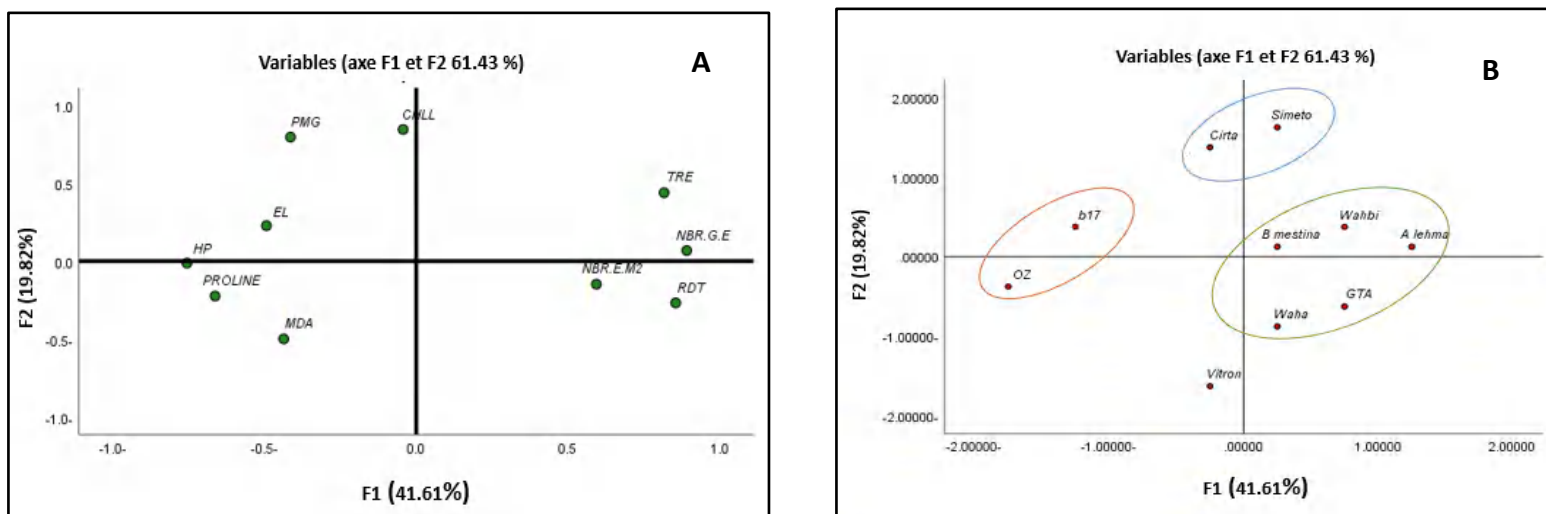 Variables (axe F1 et F2 61.43 %)
A
1.0
PMG
CHLL
0.5
TRE
EL
NBR.G.E
HP
0.0
NBR.E.M2
PROLINE
RDT
MDA
-0.5-
-1.0-
-1.0-
-0.5-
0.0
0.5
1.0
F2 (19.82%)
F1 (41.61%)
Variables (axe F1 et F2 61.43 %)
B
2.00000
Simeto
Cirta
1.00000
b17
Wahbi
B mestina
A lehma
.00000
OZ
GTA
Waha
-1.00000-
Vitron
-2.00000-
-2.00000-
-1.00000-
.00000
1.00000
2.00000
F2 (19.82%)
F1 (41.61%)